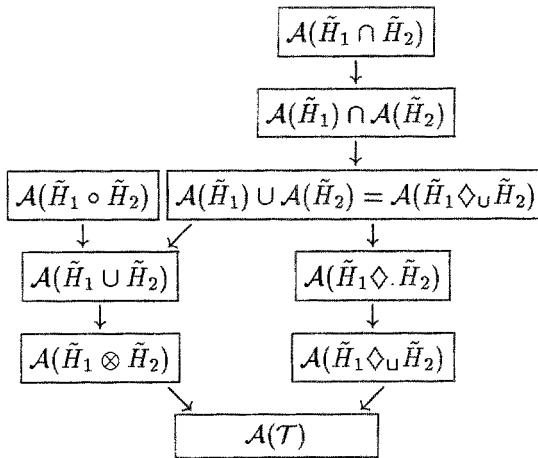 𝒜(H̃₁ ∩ H̃₂)
𝒜(H̃₁) ∩ 𝒜(H̃₂)
𝒜(H̃₁ ∘ H̃₂) 𝒜(H̃₁) ∪ 𝒜(H̃₂) = 𝒜(H̃₁◇∪H̃₂)
𝒜(H̃₁ ∪ H̃₂) 𝒜(H̃₁◇.H̃₂)
𝒜(H̃₁ ⊗ H̃₂) 𝒜(H̃₁◇⊔H̃₂)
𝒜(𝒯)